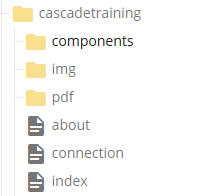 cascadetraining
components
img
pdf
about
connection
index